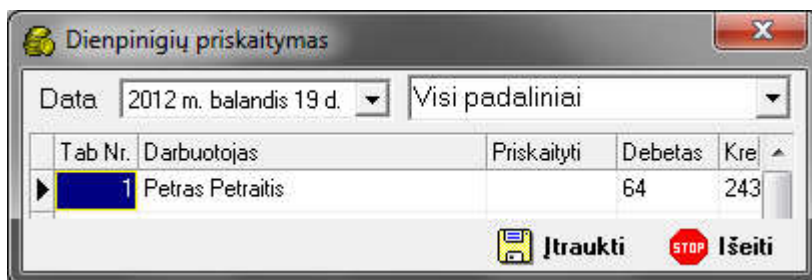 Dienpinigių priskaitymas
Data 2012 m. balandis 19 d. Visi padaliniai
Tab Nr. Darbuotojas Priskaityti Debetas Kre
1 Petras Petraitis 64 243
Įtraukti STOP Išeiti